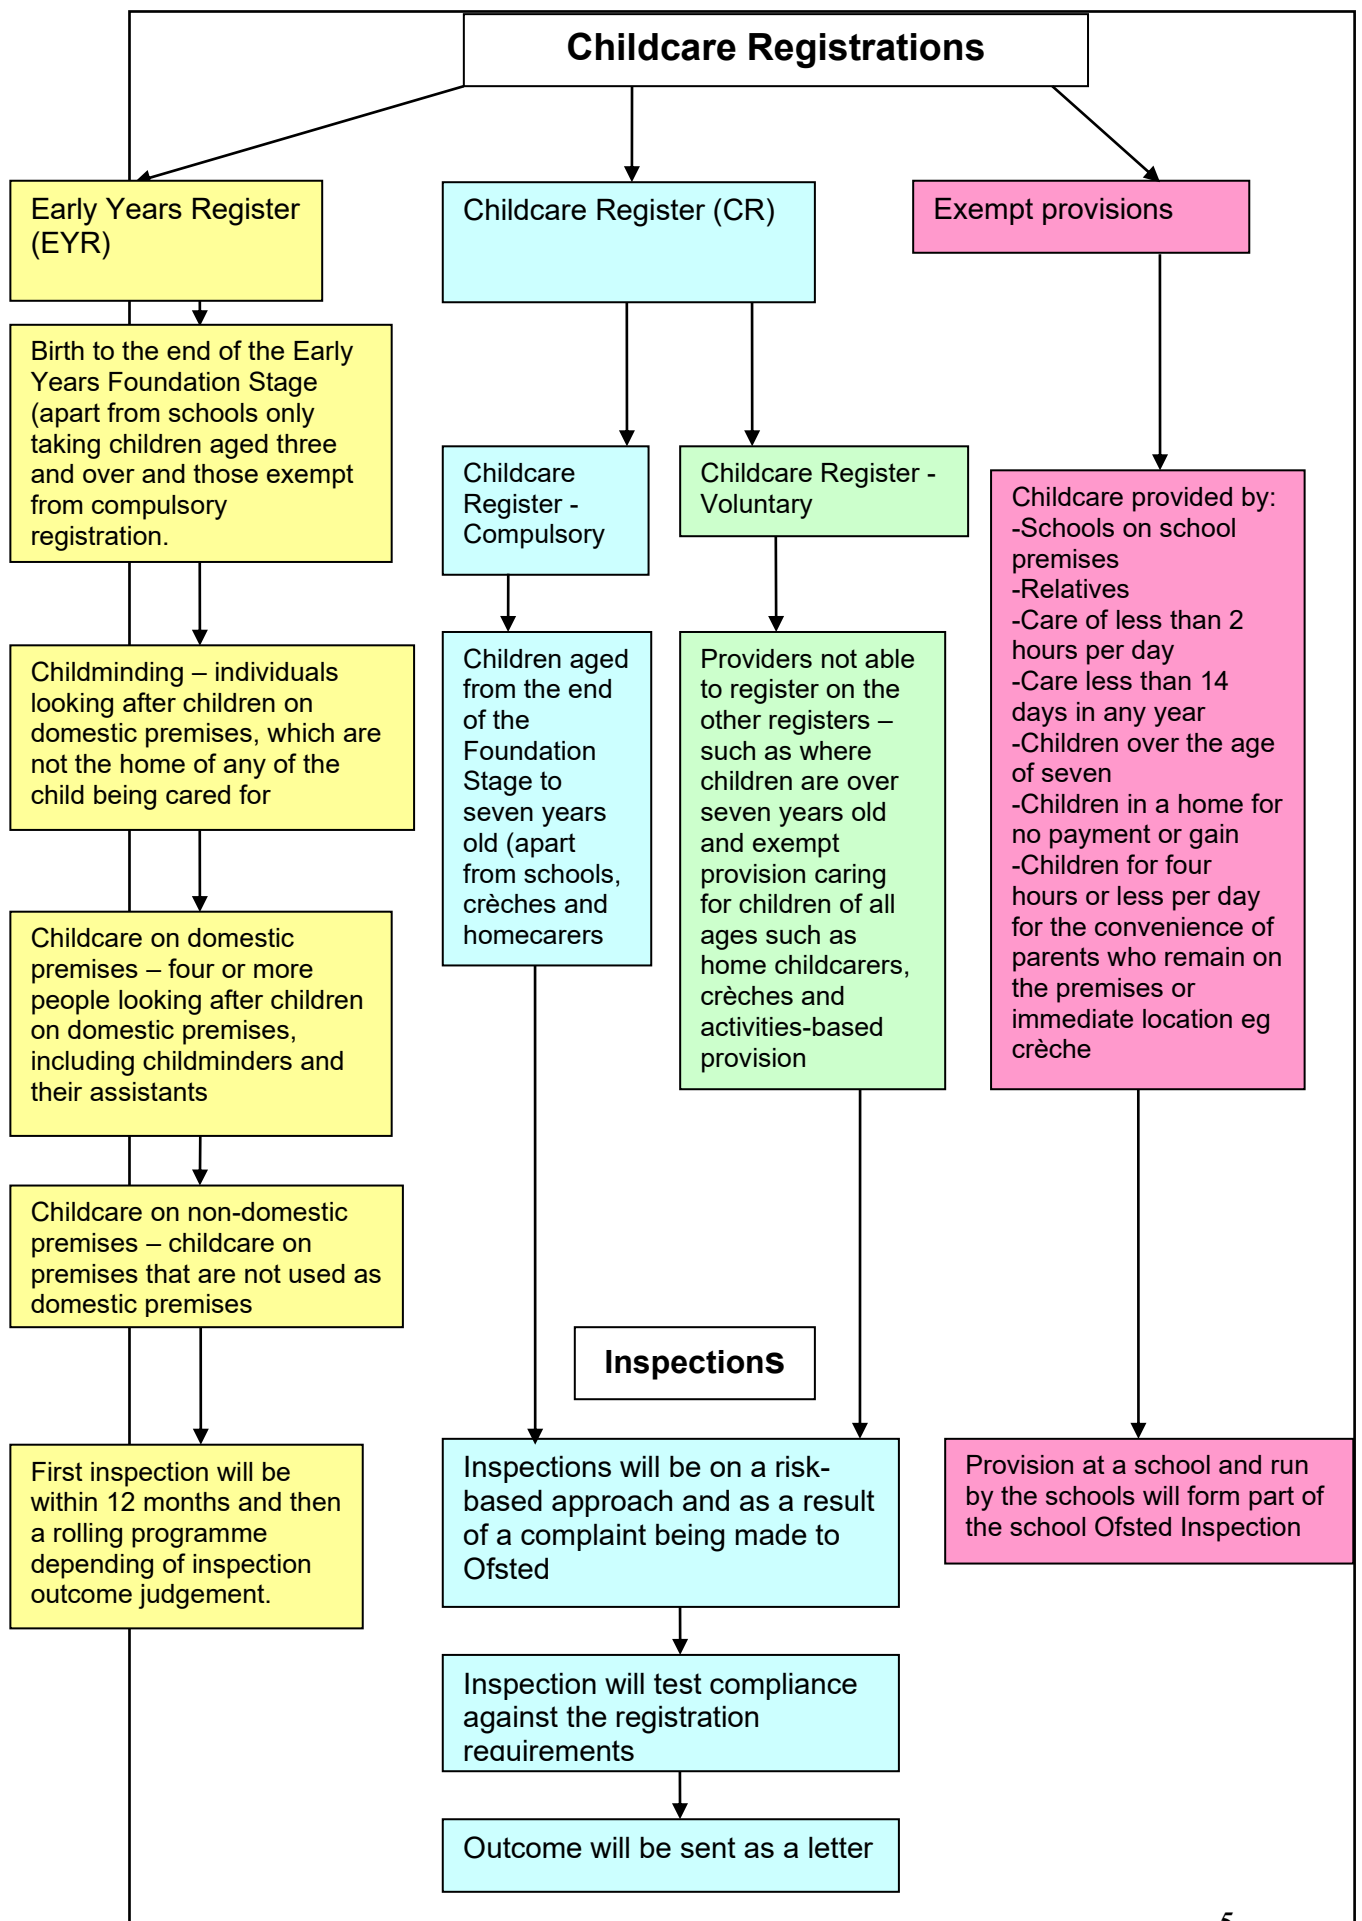 Childcare Registrations
Early Years Register
(EYR)
Birth to the end of the Early
Years Foundation Stage
(apart from schools only
taking children aged three
and over and those exempt
from compulsory
registration.
Childminding – individuals
looking after children on
domestic premises, which are
not the home of any of the
child being cared for
Childcare on domestic
premises – four or more
people looking after children
on domestic premises,
including childminders and
their assistants
Childcare on non-domestic
premises – childcare on
premises that are not used as
domestic premises
First inspection will be
within 12 months and then
a rolling programme
depending of inspection
outcome judgement.
Childcare Register (CR)
Childcare
Register -
Compulsory
Children aged
from the end
of the
Foundation
Stage to
seven years
old (apart
from schools,
crèches and
homecarers
Childcare Register -
Voluntary
Providers not able
to register on the
other registers –
such as where
children are over
seven years old
and exempt
provision caring
for children of all
ages such as
home childcarers,
crèches and
activities-based
provision
Inspections
Inspections will be on a risk-
based approach and as a result
of a complaint being made to
Ofsted
Inspection will test compliance
against the registration
requirements
Outcome will be sent as a letter
Exempt provisions
Childcare provided by:
-Schools on school
premises
-Relatives
-Care of less than 2
hours per day
-Care less than 14
days in any year
-Children over the age
of seven
-Children in a home for
no payment or gain
-Children for four
hours or less per day
for the convenience of
parents who remain on
the premises or
immediate location eg
crèche
Provision at a school and run
by the schools will form part of
the school Ofsted Inspection
5